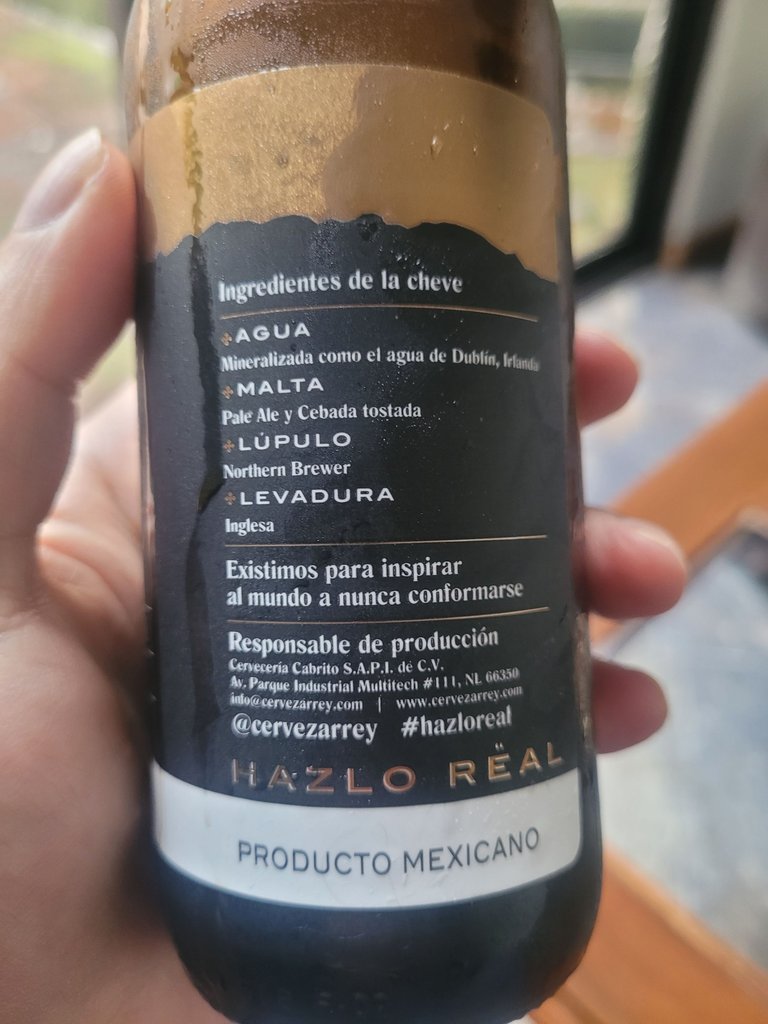 Ingredientes de la cheve
AGUA
Mineralizada como el agua de Dublín, Irlanda
MALTA
Pale Ale y Cebada tostada
LÚPULO
Northern Brewer
LEVADURA
Inglesa
Existimos para inspirar
al mundo a nunca conformarse
Responsable de producción
Cervecería Cabrito S.A.P.I. de C.V.
Av. Parque Industrial Multitech #111, NL 66350
info@cervezarrey.com | www.cervezarrey.com
@cervezarrey #hazloreal
HAZLO RËAL
PRODUCTO MEXICANO